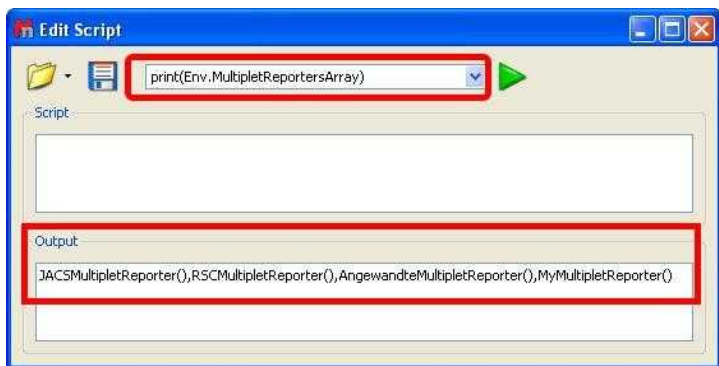 Edit Script
print(Env.MultipletReportersArray)
Script
Output
JACSMultipletReporter(),RSCMultipletReporter(),AngewandteMultipletReporter(),MyMultipletReporter()